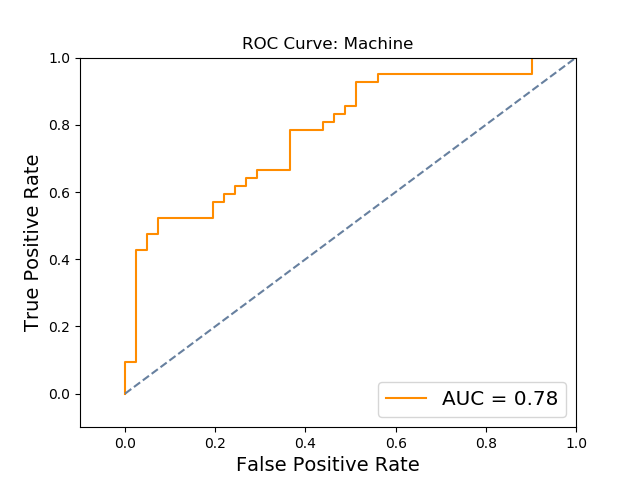 ROC Curve: Machine
1.0
0.8
0.6
0.4
0.2
0.0
True Positive Rate
AUC = 0.78
0.0 0.2 0.4 0.6 0.8 1.0
False Positive Rate